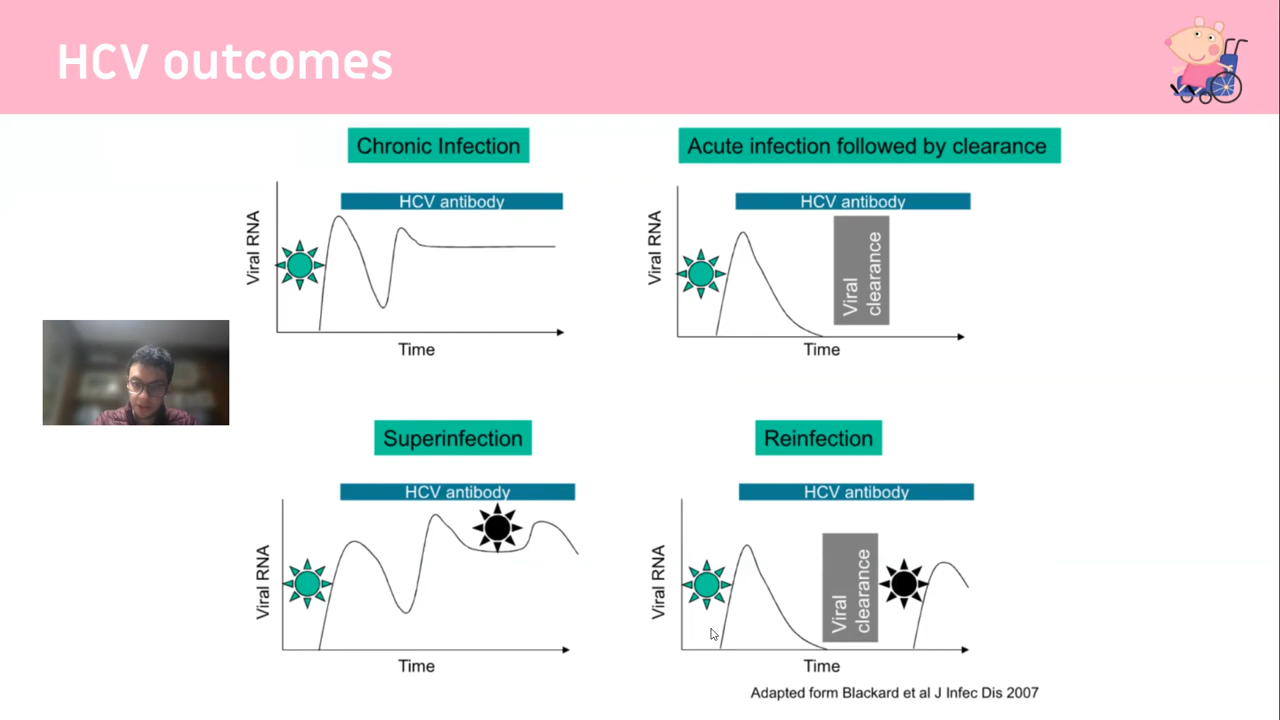 HCV outcomes
Chronic Infection
HCV antibody
Viral RNA
Time
Acute infection followed by clearance
HCV antibody
Viral RNA
Viral
clearance
Time
Superinfection
HCV antibody
Viral RNA
Time
Reinfection
HCV antibody
Viral RNA
Viral
clearance
Time
Adapted form Blackard et al J Infec Dis 2007